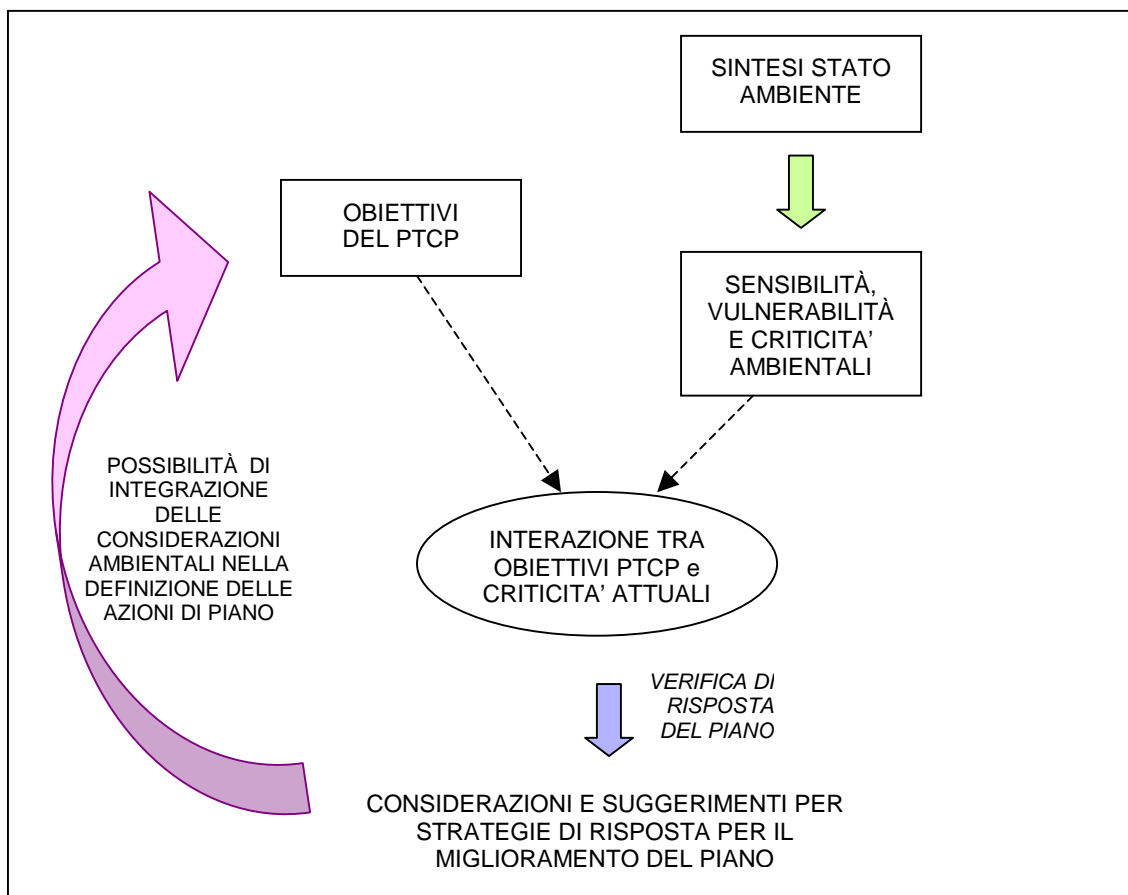 SINTESI STATO
AMBIENTE
OBIETTIVI
DEL PTCP
SENSIBILITÀ,
VULNERABILITÀ
E CRITICITA’
AMBIENTALI
POSSIBILITÀ DI
INTEGRAZIONE
DELLE
CONSIDERAZIONI
AMBIENTALI NELLA
DEFINIZIONE DELLE
AZIONI DI PIANO
INTERAZIONE TRA
OBIETTIVI PTCP e
CRITICITA’ ATTUALI
VERIFICA DI
RISPOSTA
DEL PIANO
CONSIDERAZIONI E SUGGERIMENTI PER
STRATEGIE DI RISPOSTA PER IL
MIGLIORAMENTO DEL PIANO